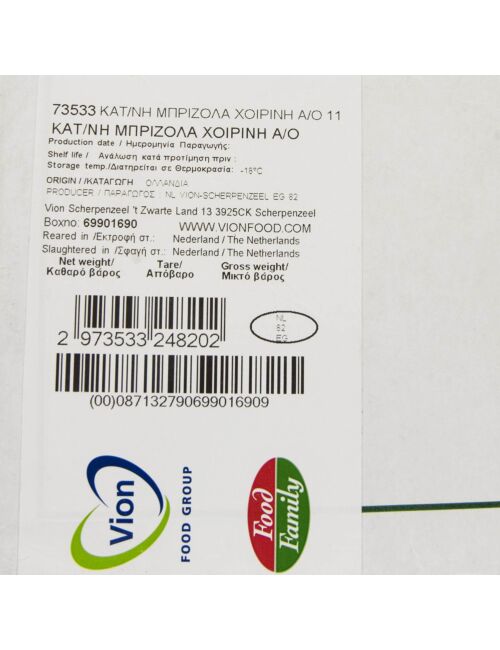 73533 ΚΑΤ/ΝΗ ΜΠΡΙΖΟΛΑ ΧΟΙΡΙΝΗ Α/Ο 11
ΚΑΤ/ΝΗ ΜΠΡΙΖΟΛΑ ΧΟΙΡΙΝΗ Α/Ο
Production date / Ημερομηνία Παραγωγής:
Shelf life / Ανάλωση κατά προτίμηση πριν :
Storage temp./Διατηρείται σε Θερμοκρασία: -18°C
ORIGIN / /ΚΑΤΑΓΩΓΗ ΟΛΛΑΝΔΙΑ
PRODUCER / ΠΑΡΑΓΩΓΟΣ : NL VION-SCHERPENZEEL EG 82
Vion Scherpenzeel 't Zwarte Land 13 3925CK Scherpenzeel
Boxno: 69901690 WWW.VIONFOOD.COM
Reared in /Εκτροφή στ.: Nederland / The Netherlands
Slaughtered in /Σφαγή στ.: Nederland / The Netherlands
Net weight/ Tare/ Gross weight/
Καθαρό βάρος Απόβαρο Μικτό βάρος
2 973533 248202
NL
82
EG
(00)087132790699016909
Vion
FOOD GROUP
Food
Family